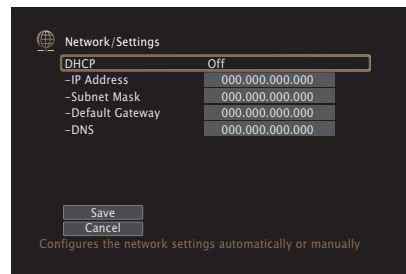 Network/Settings
DHCP Off
-IP Address 000.000.000.000
-Subnet Mask 000.000.000.000
-Default Gateway 000.000.000.000
-DNS 000.000.000.000
Save
Cancel
Configures the network settings automatically or manually